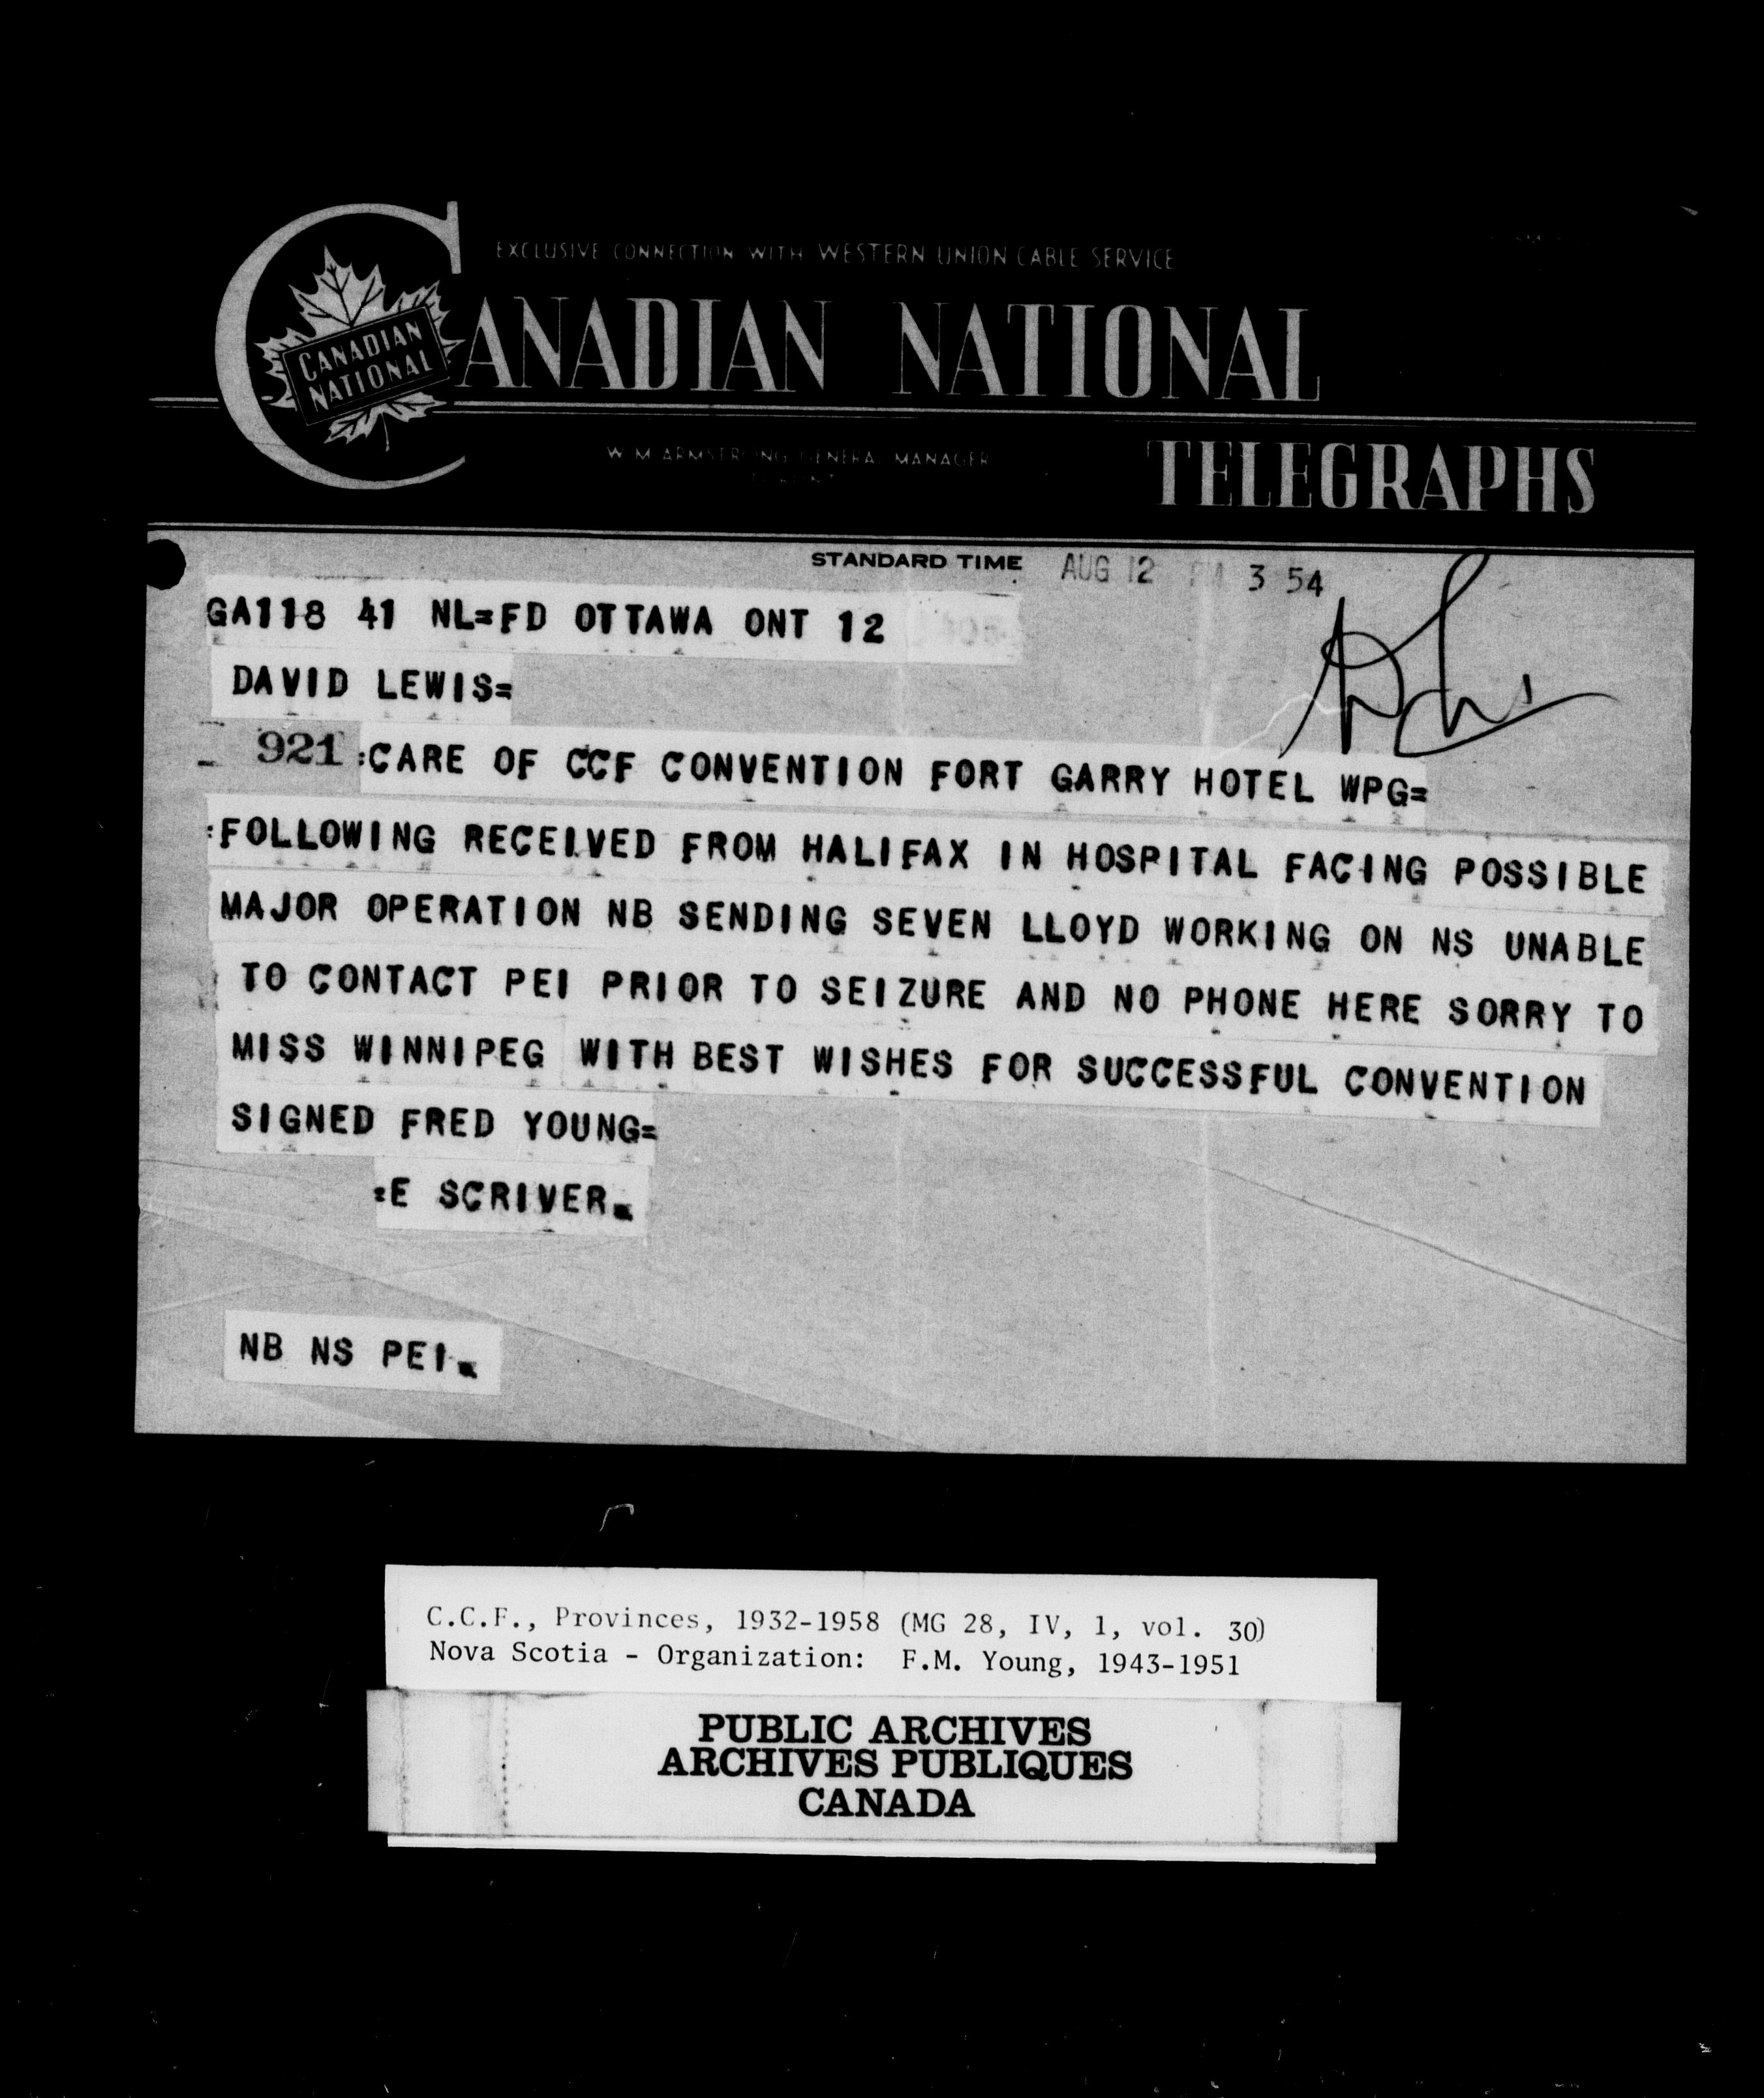 EXCLUSIVE CONNECTION WITH WESTERN UNION CABLE SERVICE
CANADIAN NATIONAL
CANADIAN
NATIONAL
W M ARMSTRONG GENERAL MANAGER
TELEGRAPHS
STANDARD TIME AUG 12 PM 3 54
GA118 41 NL=FD OTTAWA ONT 12
DAVID LEWIS=
921 :CARE OF CCF CONVENTION FORT GARRY HOTEL WPG=
:FOLLOWING RECEIVED FROM HALIFAX IN HOSPITAL FACING POSSIBLE
MAJOR OPERATION NB SENDING SEVEN LLOYD WORKING ON NS UNABLE
TO CONTACT PEI PRIOR TO SEIZURE AND NO PHONE HERE SORRY TO
MISS WINNIPEG WITH BEST WISHES FOR SUCCESSFUL CONVENTION
SIGNED FRED YOUNG=
=E SCRIVER.
NB NS PEI.
C.C.F., Provinces, 1932-1958 (MG 28, IV, 1, vol. 30)
Nova Scotia - Organization: F.M. Young, 1943-1951
PUBLIC ARCHIVES
ARCHIVES PUBLIQUES
CANADA